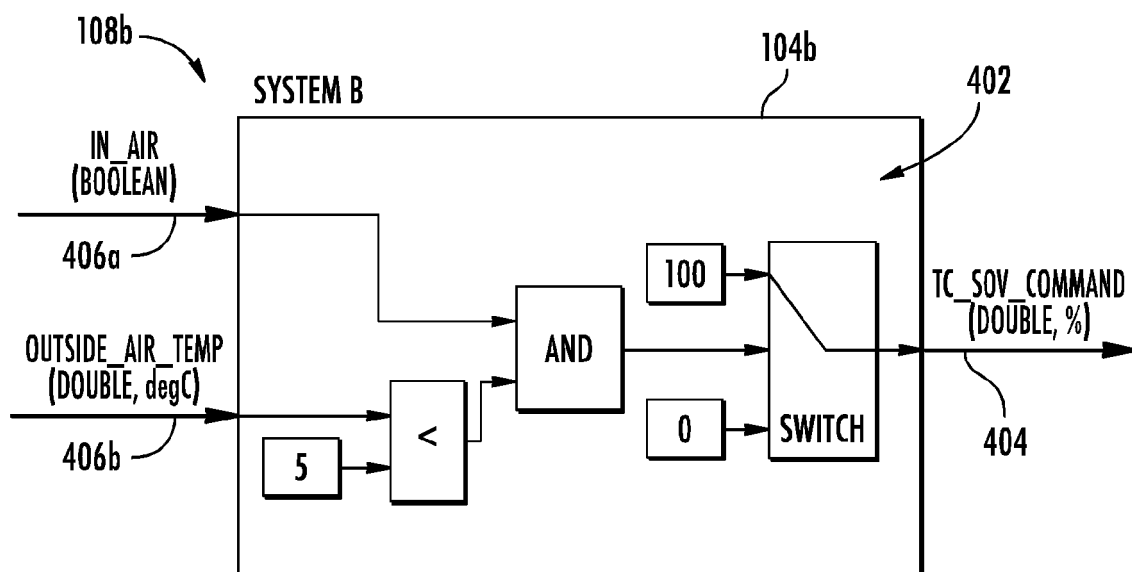 108b
104b
SYSTEM B
402
IN_AIR
(BOOLEAN)
406a
100
TC_SOV_COMMAND
(DOUBLE, %)
OUTSIDE_AIR_TEMP
(DOUBLE, degC)
AND
406b
<
0
SWITCH
404
5